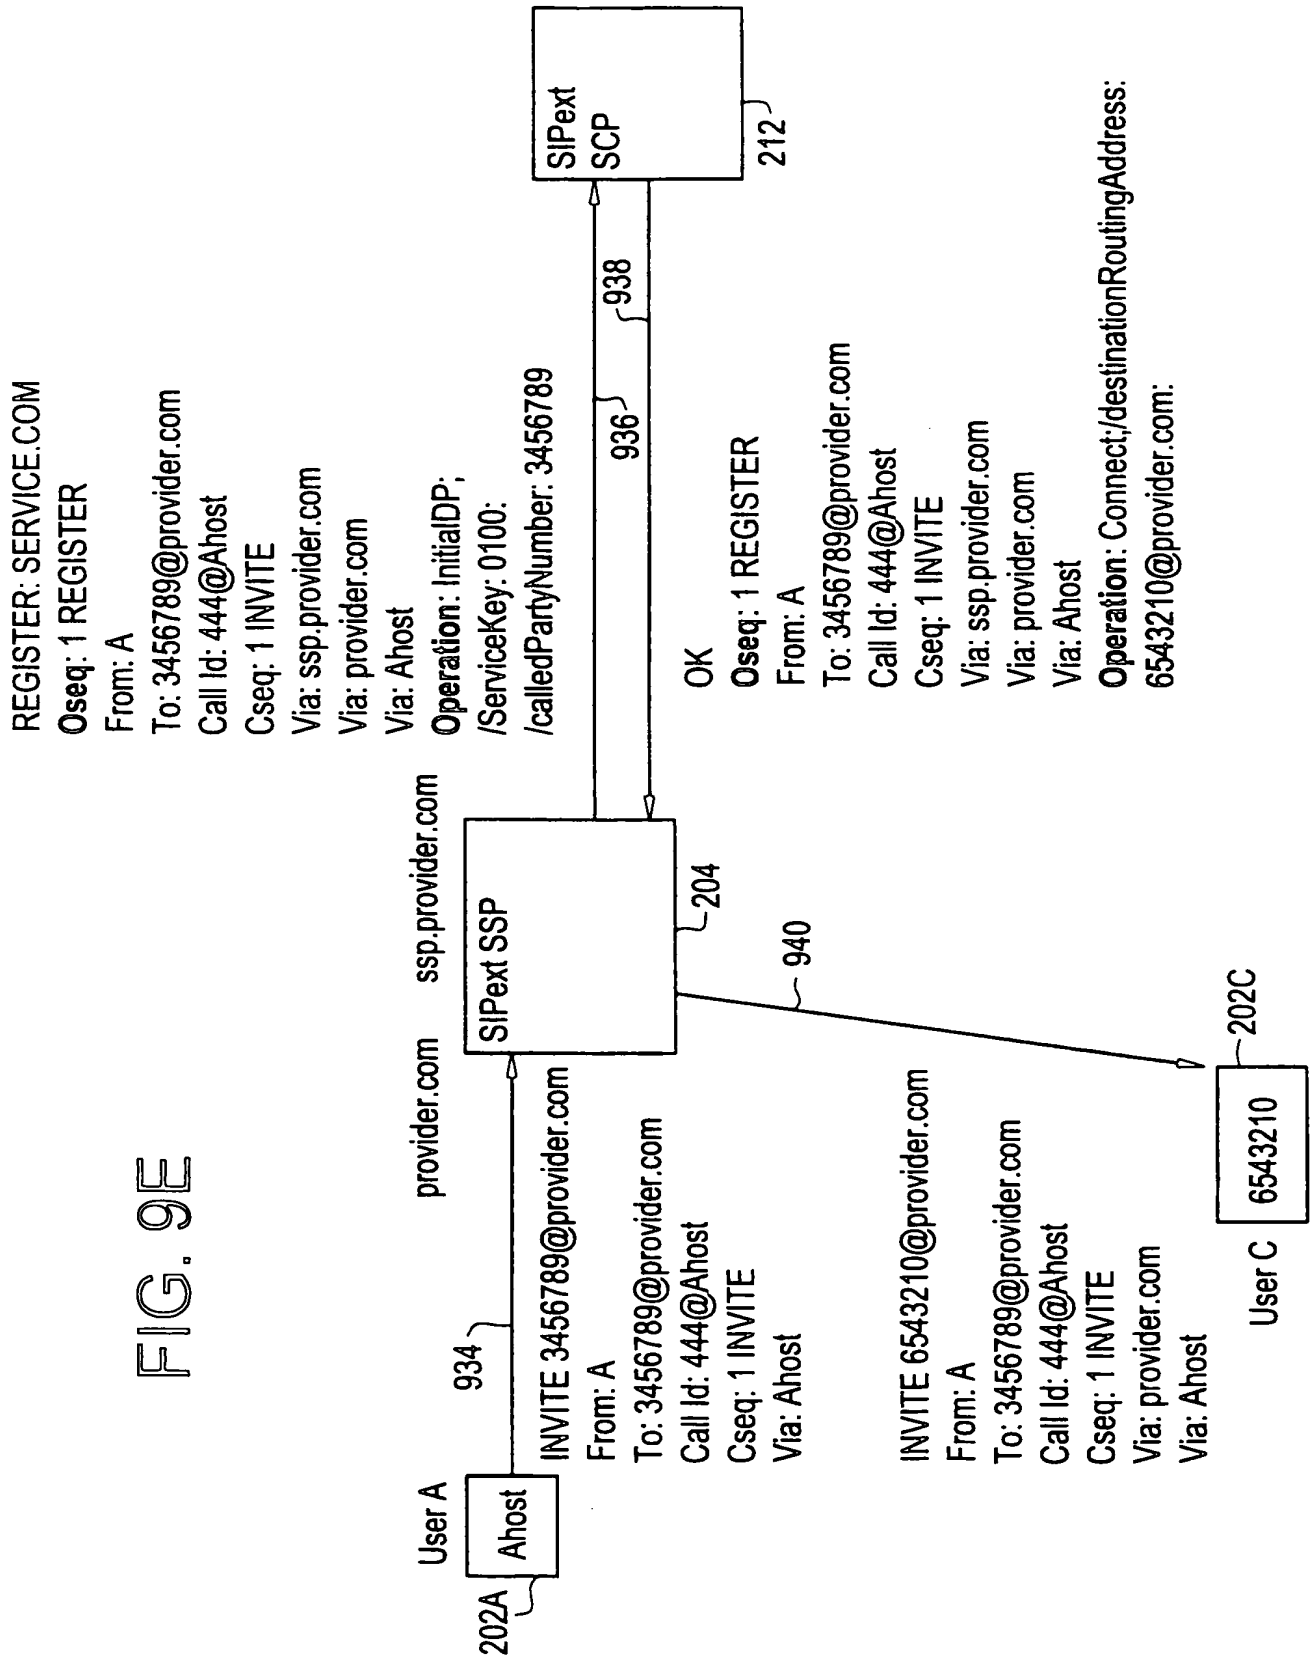 FIG. 9E
REGISTER: SERVICE.COM
Oseq: 1 REGISTER
From: A
To: 3456789@provider.com
Call Id: 444@Ahost
Cseq: 1 INVITE
Via: ssp.provider.com
Via: provider.com
Via: Ahost
Operation: InitialDP;
/ServiceKey: 0100:
/calledPartyNumber: 3456789
User A
Ahost
202A
934
provider.com
ssp.provider.com
SIPext SSP
204
936
938
SIPext
SCP
212
INVITE 3456789@provider.com
From: A
To: 3456789@provider.com
Call Id: 444@Ahost
Cseq: 1 INVITE
Via: Ahost
OK
Oseq: 1 REGISTER
From: A
To: 3456789@provider.com
Call Id: 444@Ahost
Cseq: 1 INVITE
Via: ssp.provider.com
Via: provider.com
Via: Ahost
Operation: Connect;/destinationRoutingAddress:
6543210@provider.com:
940
INVITE 6543210@provider.com
From: A
To: 3456789@provider.com
Call Id: 444@Ahost
Cseq: 1 INVITE
Via: provider.com
Via: Ahost
User C
6543210
202C